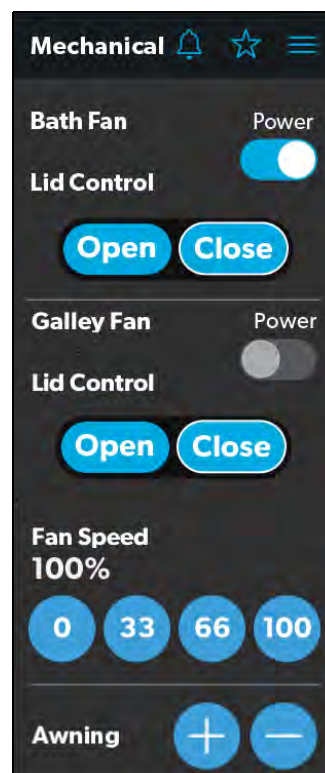 Mechanical
Bath Fan Power
Lid Control
Open Close
Galley Fan Power
Lid Control
Open Close
Fan Speed
100%
0 33 66 100
Awning + −